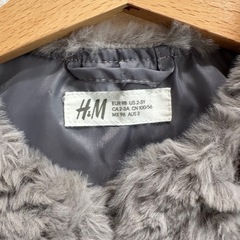 H&M
EUR 98 US 2-3Y
CA 2-3A CN 100/56
MX 98 AUS 3